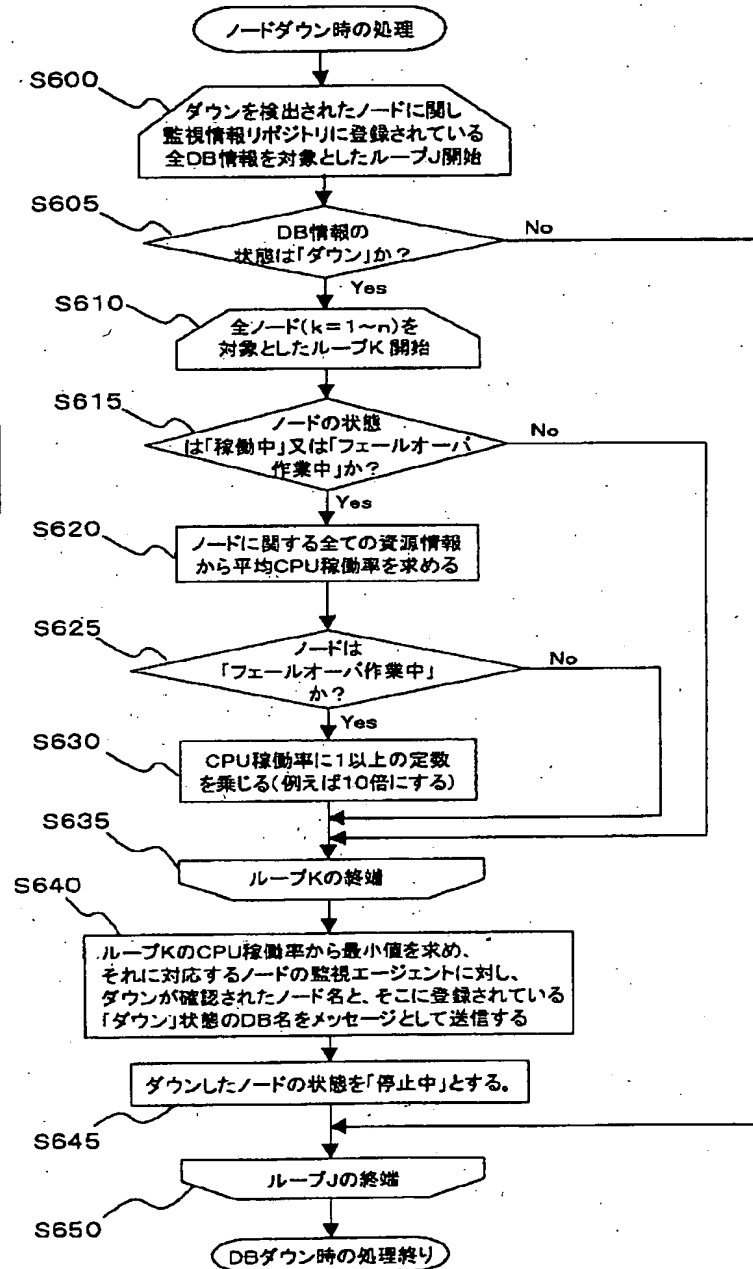 ノードダウン時の処理
S600
ダウンを検出されたノードに関し
監視情報リポジトリに登録されている
全DB情報を対象としたループJ開始
S605
DB情報の
状態は「ダウン」か?
No
Yes
S610
全ノード(k=1~n)を
対象としたループK開始
S615
ノードの状態
は「稼働中」又は「フェールオーバ
作業中」か?
No
Yes
S620
ノードに関する全ての資源情報
から平均CPU稼働率を求める
S625
ノードは
「フェールオーバ作業中」
か?
No
Yes
S630
CPU稼働率に1以上の定数
を乗じる(例えば10倍にする)
S635
ループKの終端
S640
ループKのCPU稼働率から最小値を求め、
それに対応するノードの監視エージェントに対し、
ダウンが確認されたノード名と、そこに登録されている
「ダウン」状態のDB名をメッセージとして送信する
ダウンしたノードの状態を「停止中」とする。
S645
ループJの終端
S650
DBダウン時の処理終り